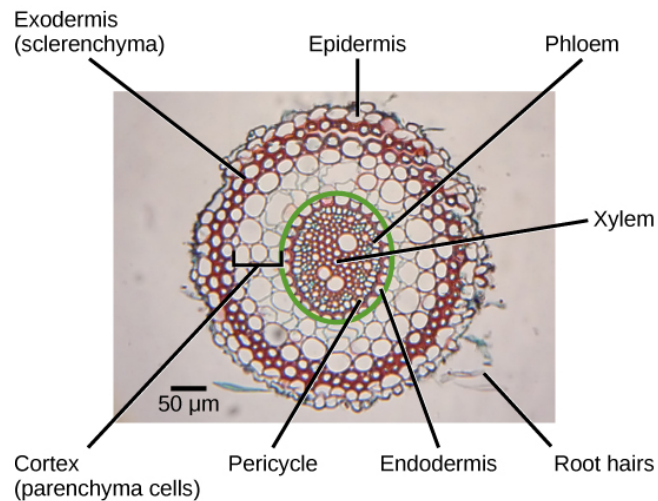 Exodermis
(sclerenchyma)
Epidermis
Phloem
Xylem
50 μm
Cortex
(parenchyma cells)
Pericycle
Endodermis
Root hairs